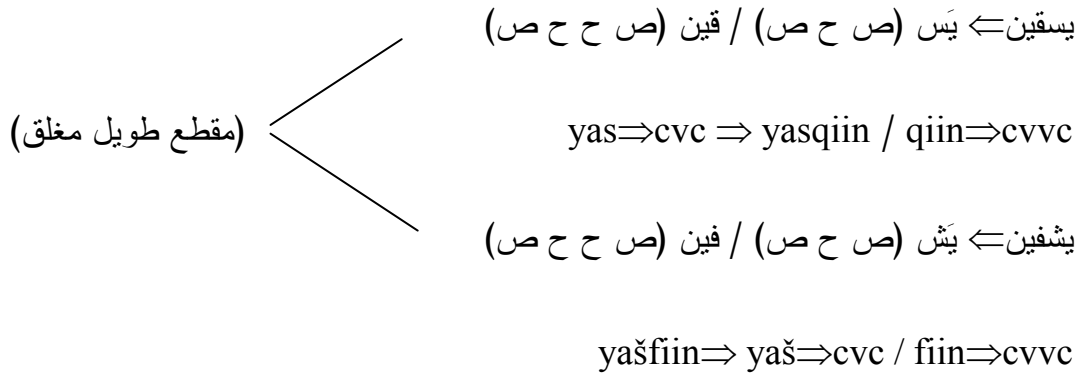 يسقين⇐ يَس (ص ح ص) / قين (ص ح ح ص)
(مقطع طويل مغلق)
yas⇒cvc ⇒ yasqiin / qiin⇒cvvc
يشفين⇐ يَش (ص ح ص) / فين (ص ح ح ص)
yašfiin⇒ yaš⇒cvc / fiin⇒cvvc